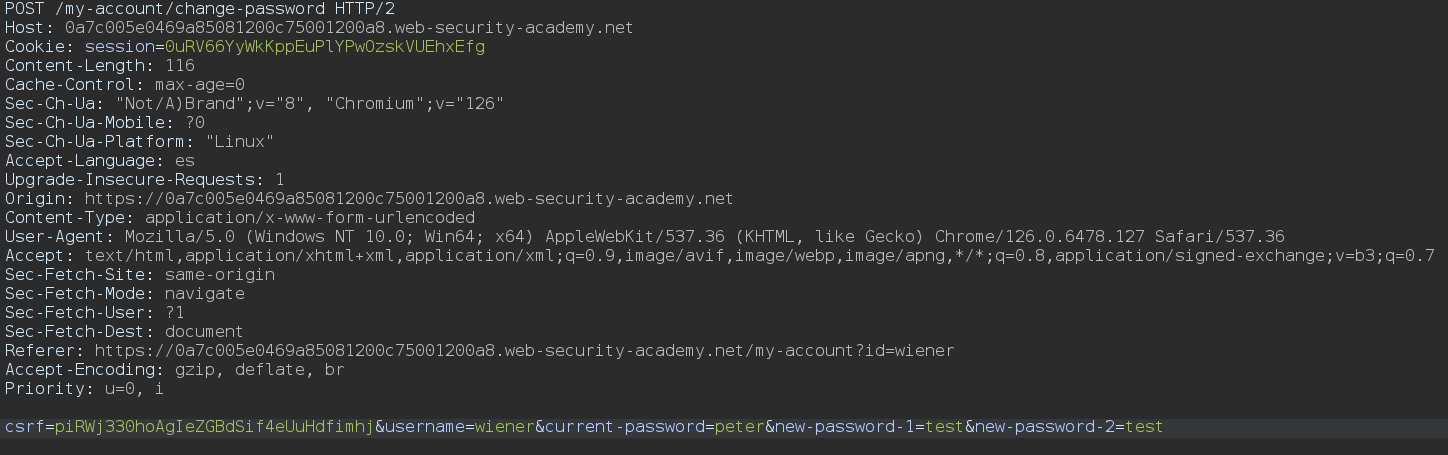 POST /my-account/change-password HTTP/2
Host: 0a7c005e0469a85081200c75001200a8.web-security-academy.net
Cookie: session=0uRV66YyWkKppEuPlYPwOzskVUEhxEfg
Content-Length: 116
Cache-Control: max-age=0
Sec-Ch-Ua: "Not/A)Brand";v="8", "Chromium";v="126"
Sec-Ch-Ua-Mobile: ?0
Sec-Ch-Ua-Platform: "Linux"
Accept-Language: es
Upgrade-Insecure-Requests: 1
Origin: https://0a7c005e0469a85081200c75001200a8.web-security-academy.net
Content-Type: application/x-www-form-urlencoded
User-Agent: Mozilla/5.0 (Windows NT 10.0; Win64; x64) AppleWebKit/537.36 (KHTML, like Gecko) Chrome/126.0.6478.127 Safari/537.36
Accept: text/html,application/xhtml+xml,application/xml;q=0.9,image/avif,image/webp,image/apng,*/*;q=0.8,application/signed-exchange;v=b3;q=0.7
Sec-Fetch-Site: same-origin
Sec-Fetch-Mode: navigate
Sec-Fetch-User: ?1
Sec-Fetch-Dest: document
Referer: https://0a7c005e0469a85081200c75001200a8.web-security-academy.net/my-account?id=wiener
Accept-Encoding: gzip, deflate, br
Priority: u=0, i
csrf=piRWj330hoAgIeZGBdSif4eUuHdfimhj&username=wiener&current-password=peter&new-password-1=test&new-password-2=test